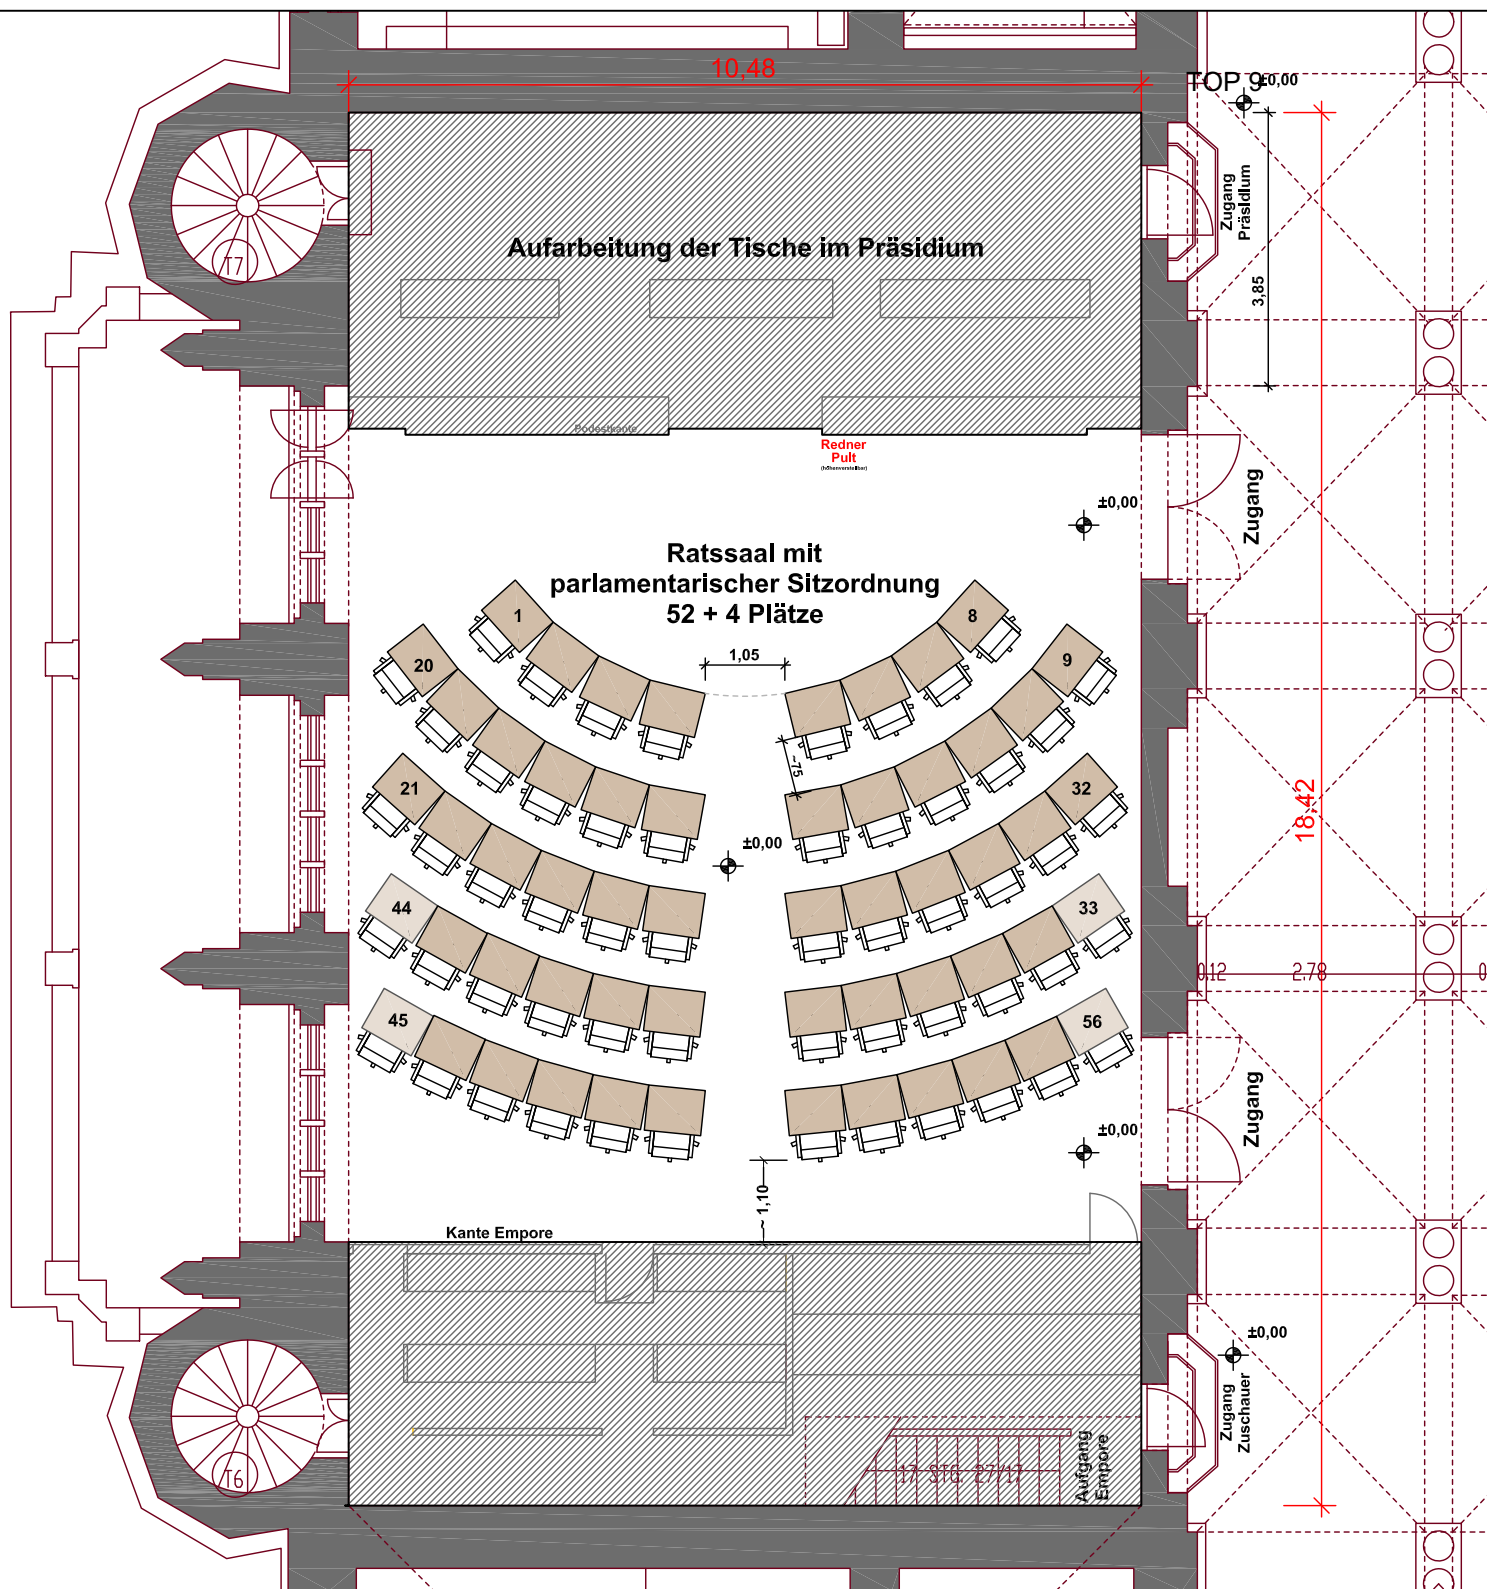 10,48
TOP 9
±0,00
Zugang
Präsidium
3,85
T7
Aufarbeitung der Tische im Präsidium
Podestkante
Redner
Pult
(höhenverstellbar)
±0,00
Zugang
Ratssaal mit
parlamentarischer Sitzordnung
52 + 4 Plätze
1
8
20
9
1,05
~75
21
32
18,42
±0,00
44
33
0,12
2,78
45
56
Zugang
±0,00
~ 1,10
Kante Empore
±0,00
Zugang
Zuschauer
T6
17 STG. 27/17
Aufgang
Empore